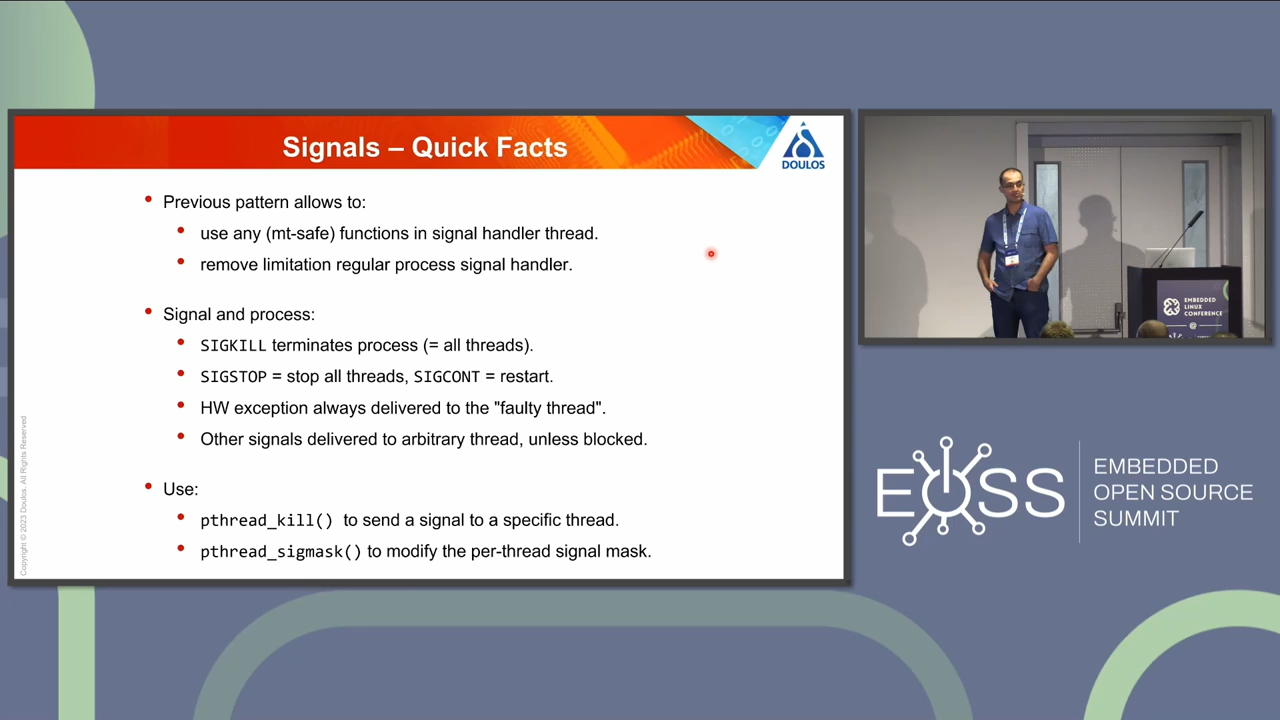 Signals – Quick Facts
DOULOS
Previous pattern allows to:
use any (mt-safe) functions in signal handler thread.
remove limitation regular process signal handler.
Signal and process:
SIGKILL terminates process (= all threads).
SIGSTOP = stop all threads, SIGCONT = restart.
HW exception always delivered to the "faulty thread".
Other signals delivered to arbitrary thread, unless blocked.
Use:
pthread_kill() to send a signal to a specific thread.
pthread_sigmask() to modify the per-thread signal mask.
Copyright © 2023 Doulos. All Rights Reserved
EMBEDDED
LINUX
CONFERENCE
EOSS
EMBEDDED
OPEN SOURCE
SUMMIT